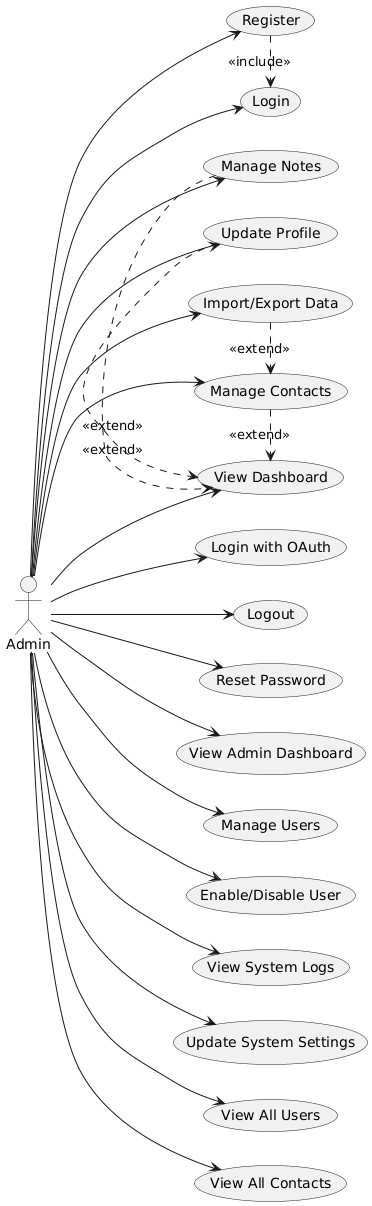 Register
«include»
Login
Manage Notes
Update Profile
Import/Export Data
«extend»
Manage Contacts
«extend»
«extend»
«extend»
View Dashboard
Login with OAuth
Logout
Admin
Reset Password
View Admin Dashboard
Manage Users
Enable/Disable User
View System Logs
Update System Settings
View All Users
View All Contacts